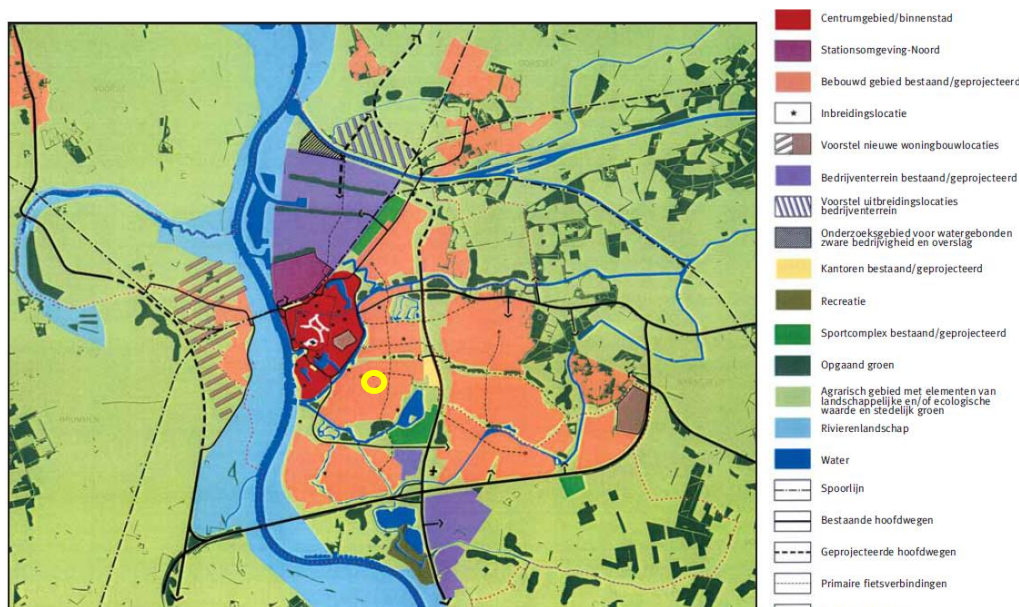 Centrumgebied/binnenstad
Stationsomgeving-Noord
Bebouwd gebied bestaand/geprojecteerd
Inbreidingslocatie
Voorstel nieuwe woningbouwlocaties
Bedrijventerrein bestaand/geprojecteerd
Voorstel uitbreidingslocaties
bedrijventerrein
Onderzoeksgebied voor watergebonden
zware bedrijvigheid en overslag
Kantoren bestaand/geprojecteerd
Recreatie
Sportcomplex bestaand/geprojecteerd
Opgaand groen
Agrarisch gebied met elementen van
landschappelijke en/of ecologische
waarde en stedelijk groen
Rivierenlandschap
Water
Spoorlijn
Bestaande hoofdwegen
Geprojecteerde hoofdwegen
Primaire fietsverbindingen